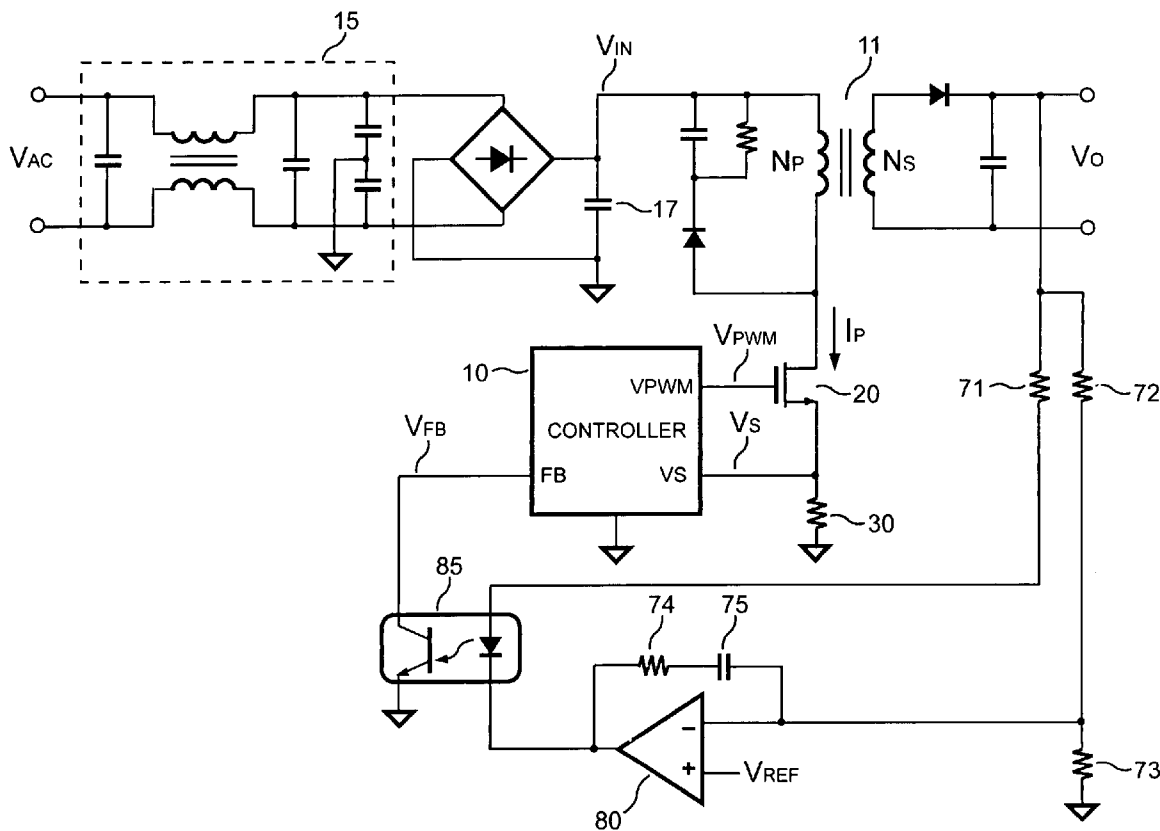 15
VIN
11
VAC
NP
NS
VO
17
IP
VPWM
10
VPWM
20
71
72
CONTROLLER
VS
VFB
FB
VS
30
85
74
75
-
+
VREF
73
80